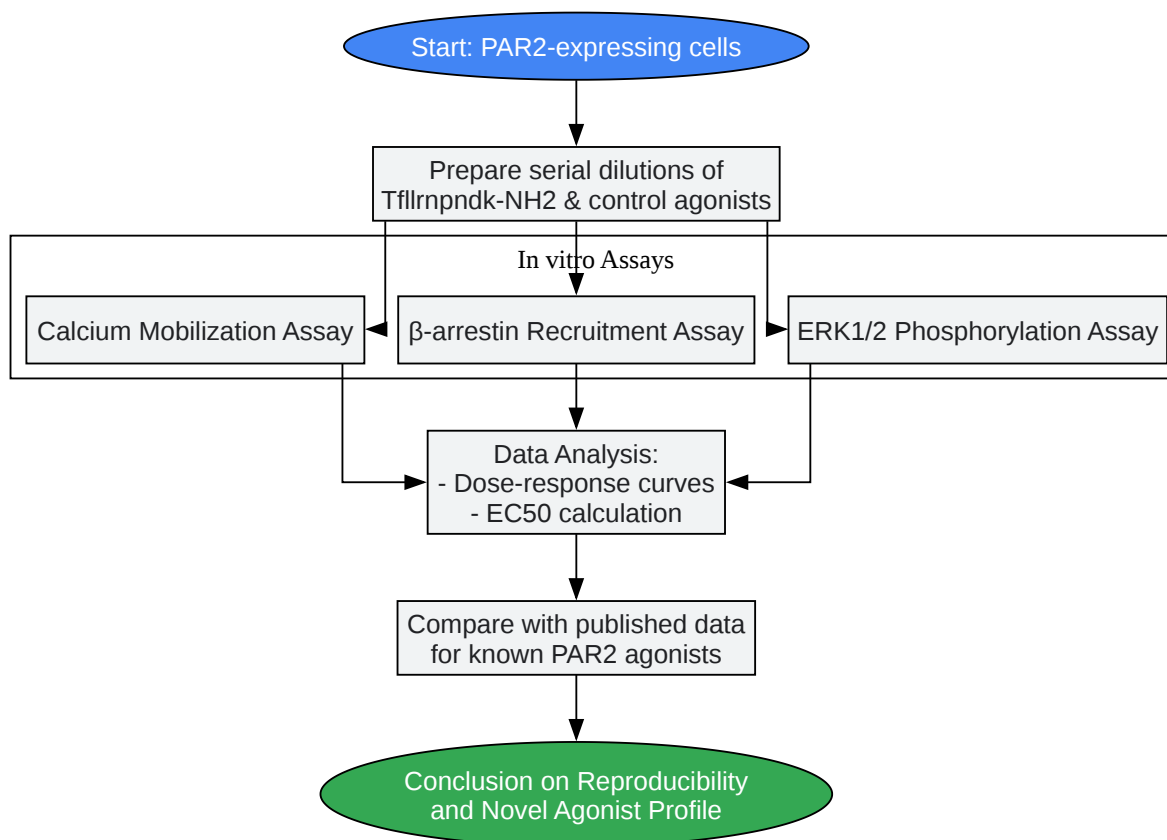 Start: PAR2-expressing cells
Prepare serial dilutions of
Tfllrnpndk-NH2 & control agonists
In vitro Assays
Calcium Mobilization Assay
β-arrestin Recruitment Assay
ERK1/2 Phosphorylation Assay
Data Analysis:
- Dose-response curves
- EC50 calculation
Compare with published data
for known PAR2 agonists
Conclusion on Reproducibility
and Novel Agonist Profile